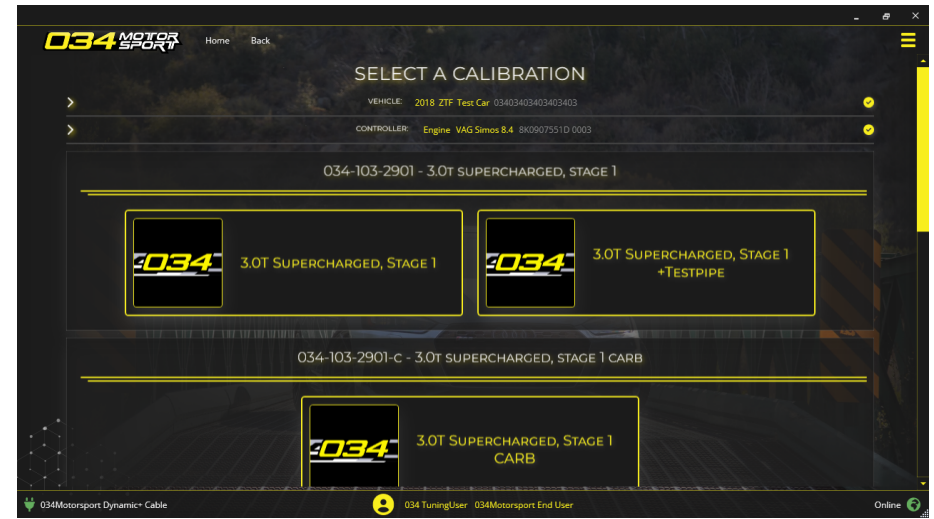 034 MOTOR SPORT
Home Back
SELECT A CALIBRATION
VEHICLE: 2018 ZTF Test Car 03403403403403403
CONTROLLER: Engine VAG Simos 8.4 8K0907551D 0003
034-103-2901 - 3.0T SUPERCHARGED, STAGE 1
034
3.0T SUPERCHARGED, STAGE 1
034
3.0T SUPERCHARGED, STAGE 1
+TESTPIPE
034-103-2901-C - 3.0T SUPERCHARGED, STAGE 1 CARB
034
3.0T SUPERCHARGED, STAGE 1
CARB
034Motorsport Dynamic+ Cable
034 TuningUser 034Motorsport End User
Online